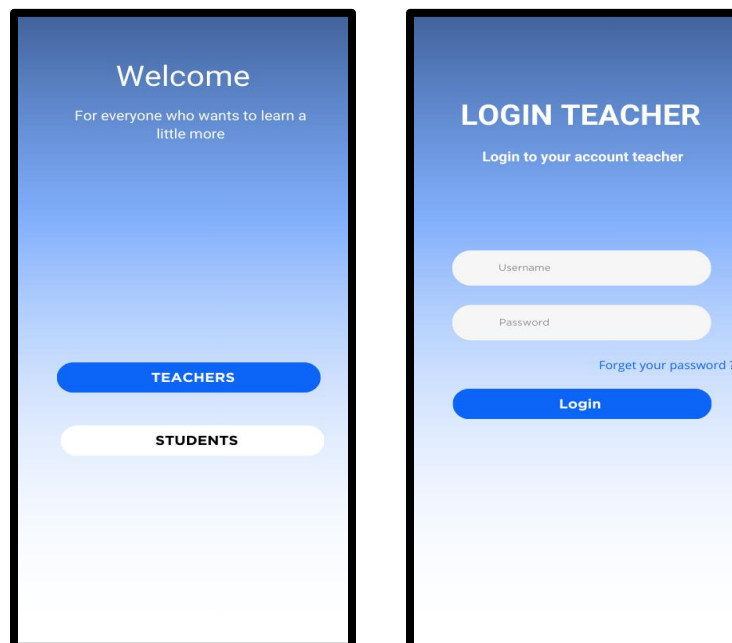 Welcome
For everyone who wants to learn a
little more
TEACHERS
STUDENTS
LOGIN TEACHER
Login to your account teacher
Username
Password
Forget your password ?
Login